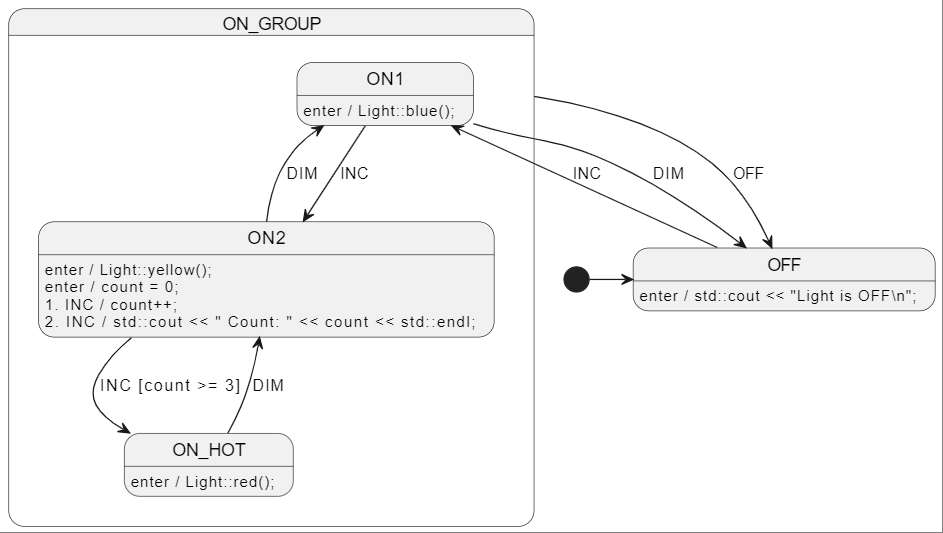 ON_GROUP
ON1
enter / Light::blue();
DIM
INC
INC
DIM
OFF
ON2
enter / Light::yellow();
enter / count = 0;
1. INC / count++;
2. INC / std::cout << " Count: " << count << std::endl;
OFF
enter / std::cout << "Light is OFF\n";
INC [count >= 3]
DIM
ON_HOT
enter / Light::red();